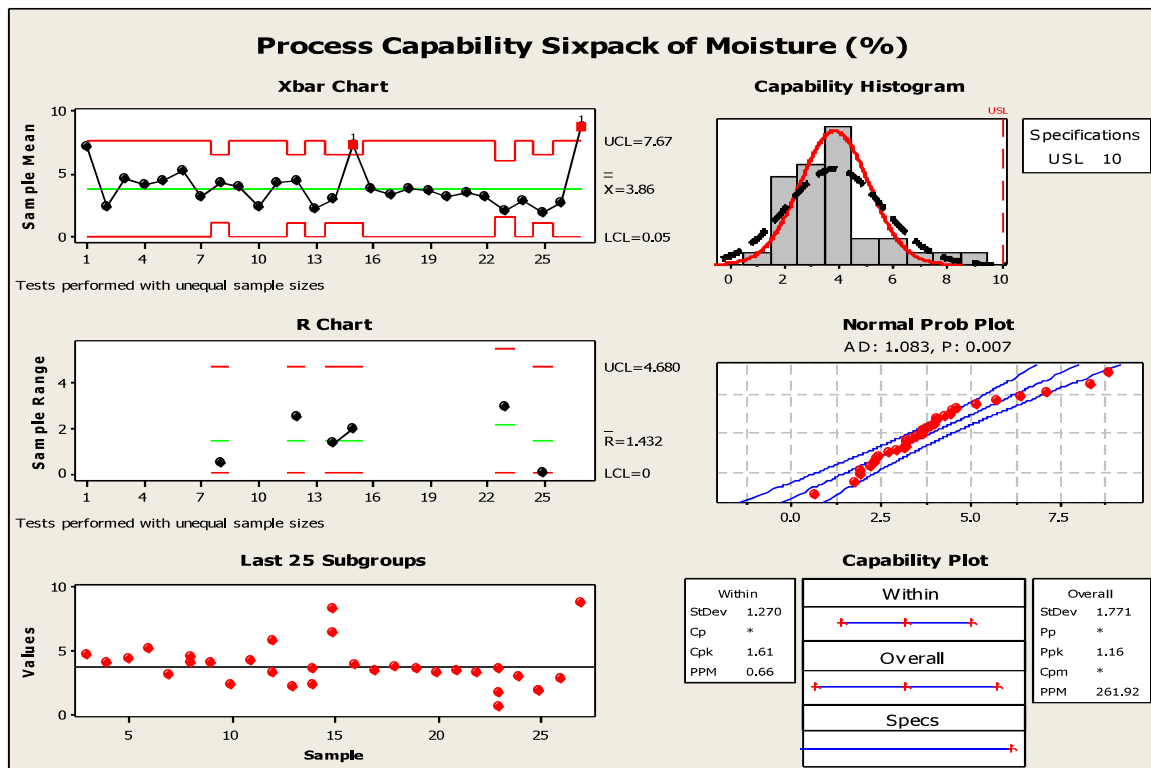 Process Capability Sixpack of Moisture (%)
Xbar Chart
Sample Mean
10
5
0
1 4 7 10 13 16 19 22 25
1
1
UCL=7.67
X=3.86
LCL=0.05
Tests performed with unequal sample sizes
Capability Histogram
USL
0 2 4 6 8 10
Specifications
USL 10
R Chart
Sample Range
4
2
0
1 4 7 10 13 16 19 22 25
UCL=4.680
R=1.432
LCL=0
Tests performed with unequal sample sizes
Normal Prob Plot
AD: 1.083, P: 0.007
0.0 2.5 5.0 7.5
Last 25 Subgroups
Values
10
5
0
5 10 15 20 25
Sample
Capability Plot
Within
StDev 1.270
Cp *
Cpk 1.61
PPM 0.66
Within
Overall
Specs
Overall
StDev 1.771
Pp *
Ppk 1.16
Cpm *
PPM 261.92